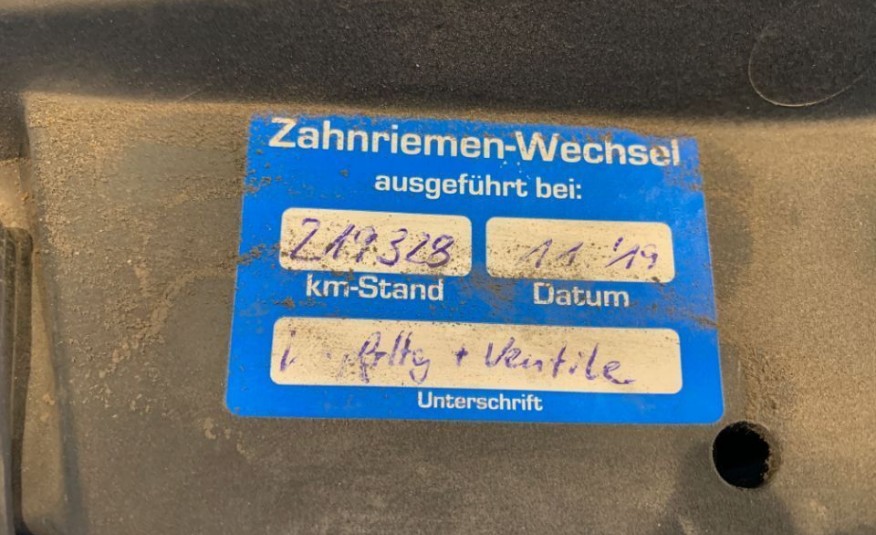 Zahnriemen-Wechsel
ausgeführt bei:
219328 11 '19
km-Stand Datum
+ Ventile
Unterschrift